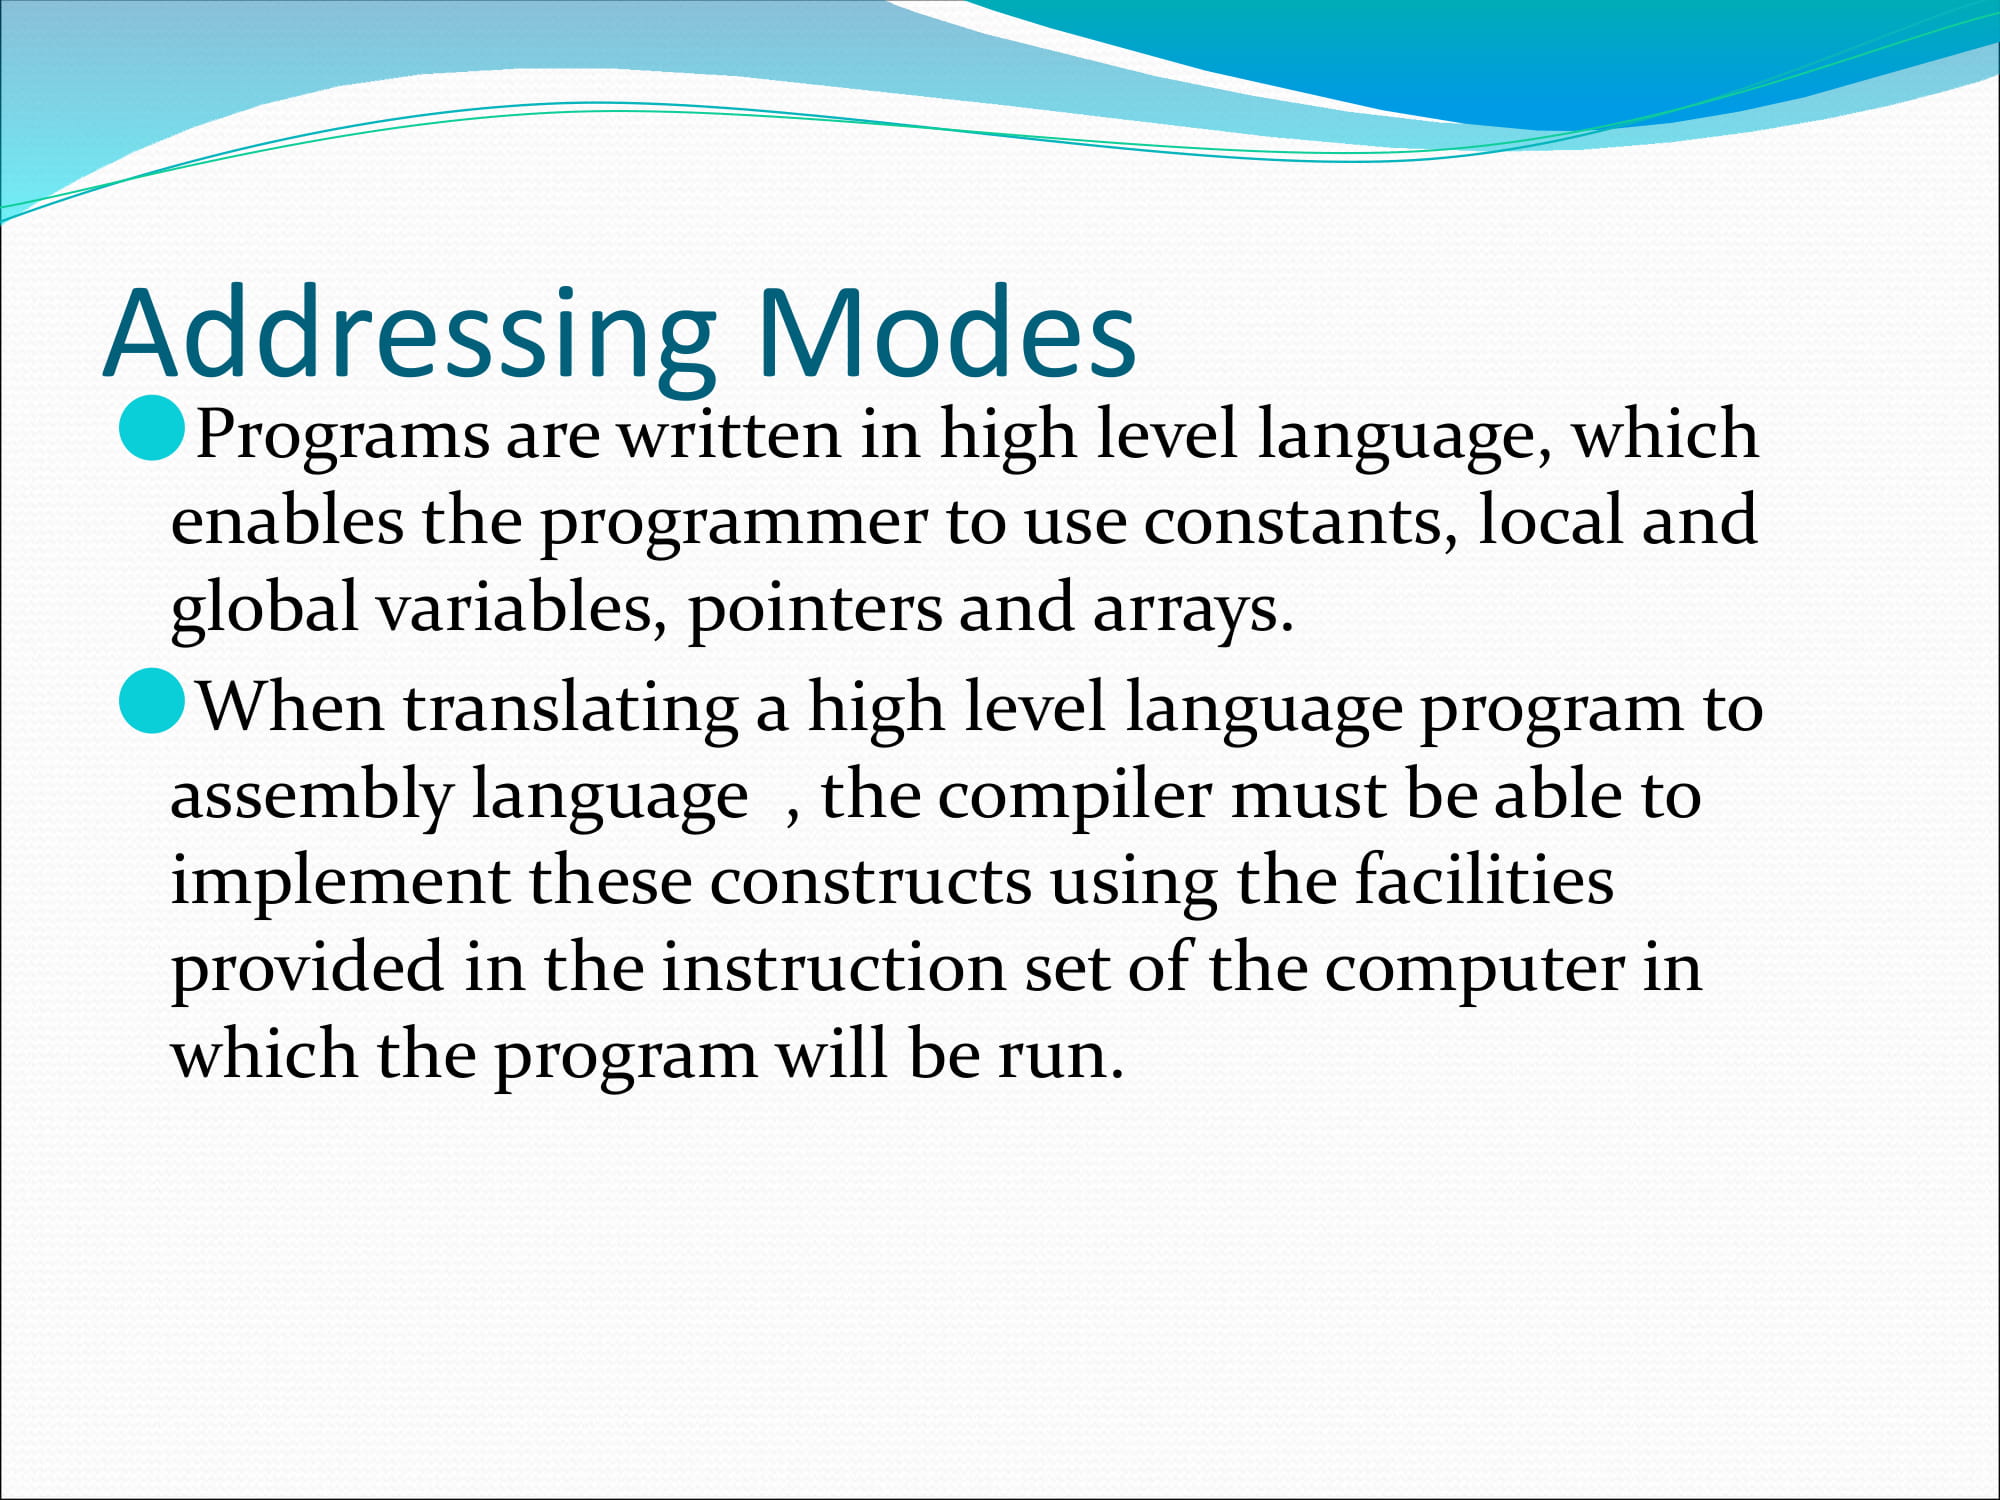 Addressing Modes
Programs are written in high level language, which
enables the programmer to use constants, local and
global variables, pointers and arrays.
When translating a high level language program to
assembly language  , the compiler must be able to
implement these constructs using the facilities
provided in the instruction set of the computer in
which the program will be run.